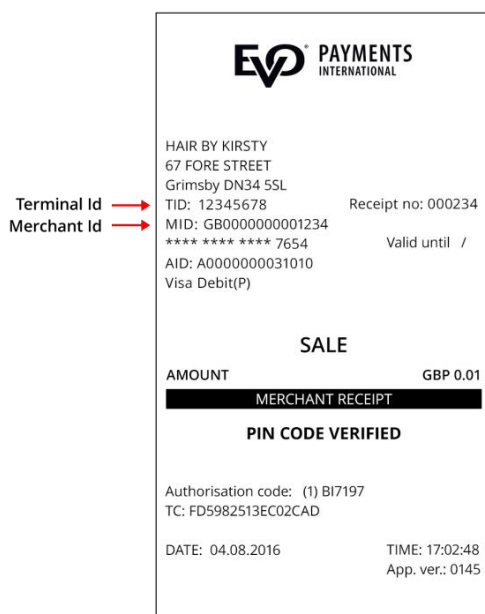 EVO PAYMENTS
INTERNATIONAL
HAIR BY KIRSTY
67 FORE STREET
Grimsby DN34 5SL
Terminal Id TID: 12345678 Receipt no: 000234
Merchant Id MID: GB0000000001234
**** **** **** 7654 Valid until /
AID: A0000000031010
Visa Debit(P)
SALE
AMOUNT GBP 0.01
MERCHANT RECEIPT
PIN CODE VERIFIED
Authorisation code: (1) BI7197
TC: FD5982513EC02CAD
DATE: 04.08.2016 TIME: 17:02:48
App. ver.: 0145